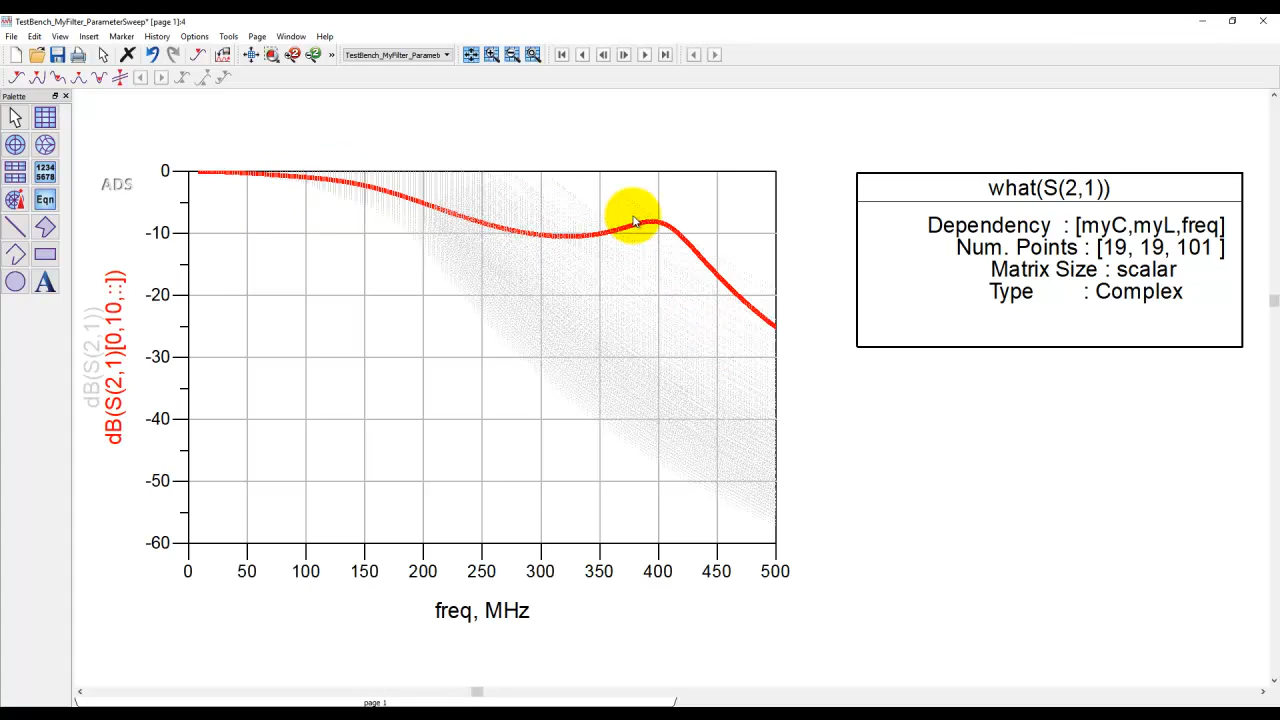 TestBench_MyFilter_ParameterSweep* [page 1]:4
File Edit View Insert Marker History Options Tools Page Window Help
TestBench_MyFilter_Parameti
Palette
1234
5678
Eqn
A
ADS
0
-10
-20
-30
-40
-50
-60
dB(S(2,1))
dB(S(2,1)[0,10,::])
0 50 100 150 200 250 300 350 400 450 500
freq, MHz
what(S(2,1))
Dependency : [myC,myL,freq]
Num. Points : [19, 19, 101 ]
Matrix Size : scalar
Type : Complex
page 1